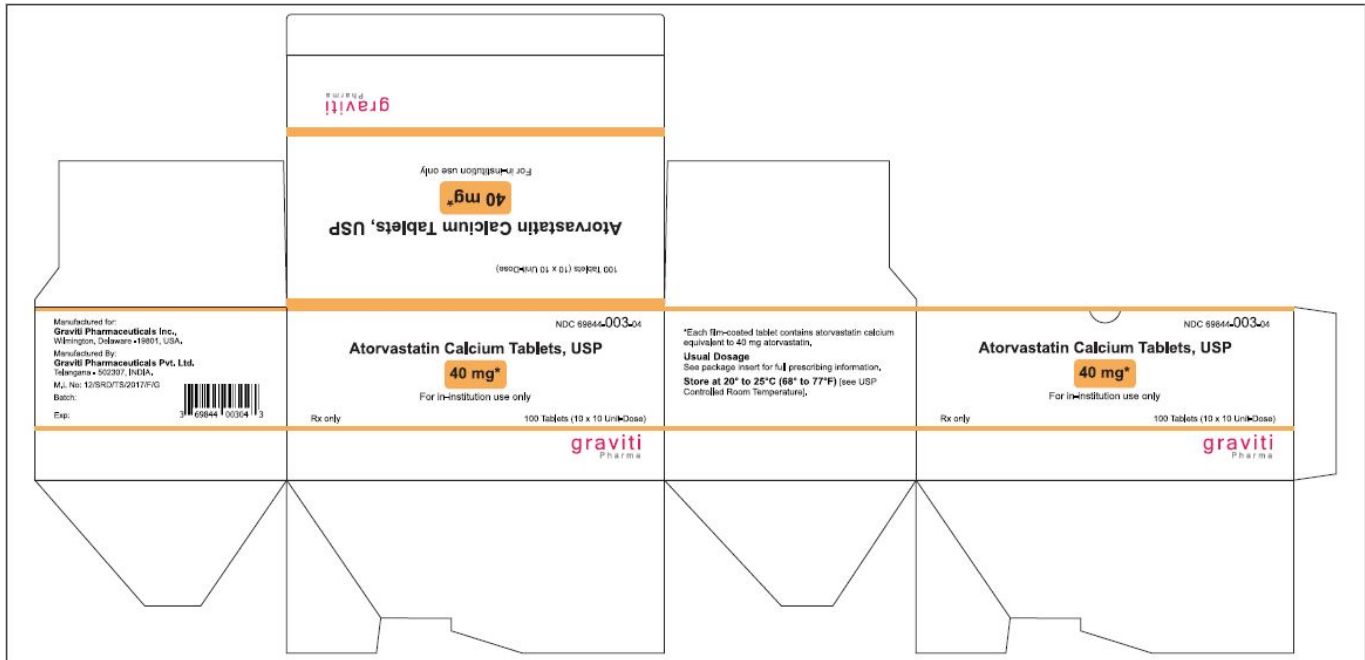 graviti
Pharma
For in-institution use only
40 mg*
Atorvastatin Calcium Tablets, USP
100 Tablets (10 x 10 Unit-Dose)
Manufactured for:
Graviti Pharmaceuticals Inc.,
Wilmington, Delaware •19801, USA.
Manufactured By:
Graviti Pharmaceuticals Pvt. Ltd.
Telangana • 502307, INDIA.
M.L No: 12/SRD/TS/2017/F/G
Batch:
Exp:
3 69844 00304 3
NDC 69844-003-04
Atorvastatin Calcium Tablets, USP
40 mg*
For in-institution use only
Rx only 100 Tablets (10 x 10 Unit-Dose)
graviti
Pharma
*Each film-coated tablet contains atorvastatin calcium
equivalent to 40 mg atorvastatin.
Usual Dosage
See package insert for full prescribing information.
Store at 20° to 25°C (68° to 77°F) [see USP
Controlled Room Temperature].
NDC 69844-003-04
Atorvastatin Calcium Tablets, USP
40 mg*
For in-institution use only
Rx only 100 Tablets (10 x 10 Unit-Dose)
graviti
Pharma